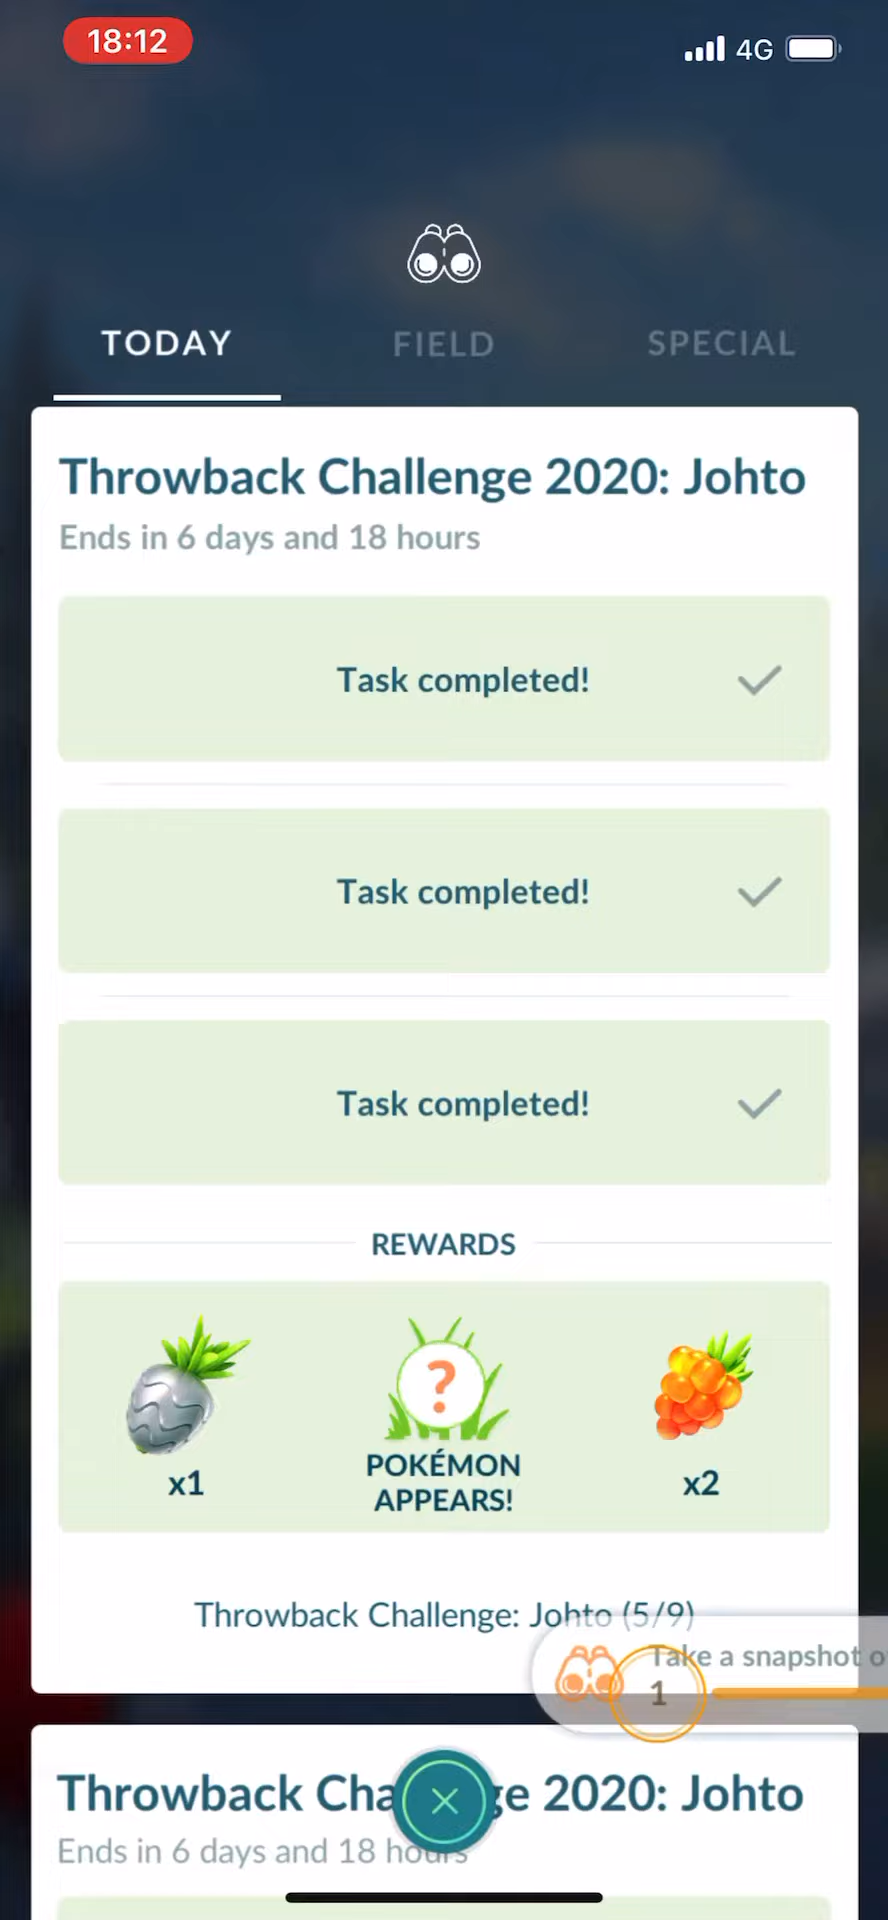 18:12
4G
TODAY
FIELD
SPECIAL
Throwback Challenge 2020: Johto
Ends in 6 days and 18 hours
Task completed!
Task completed!
Task completed!
REWARDS
x1
POKÉMON
APPEARS!
x2
Throwback Challenge: Johto (5/9)
Take a snapshot o
1
Throwback Cha ge 2020: Johto
Ends in 6 days and 18 hours